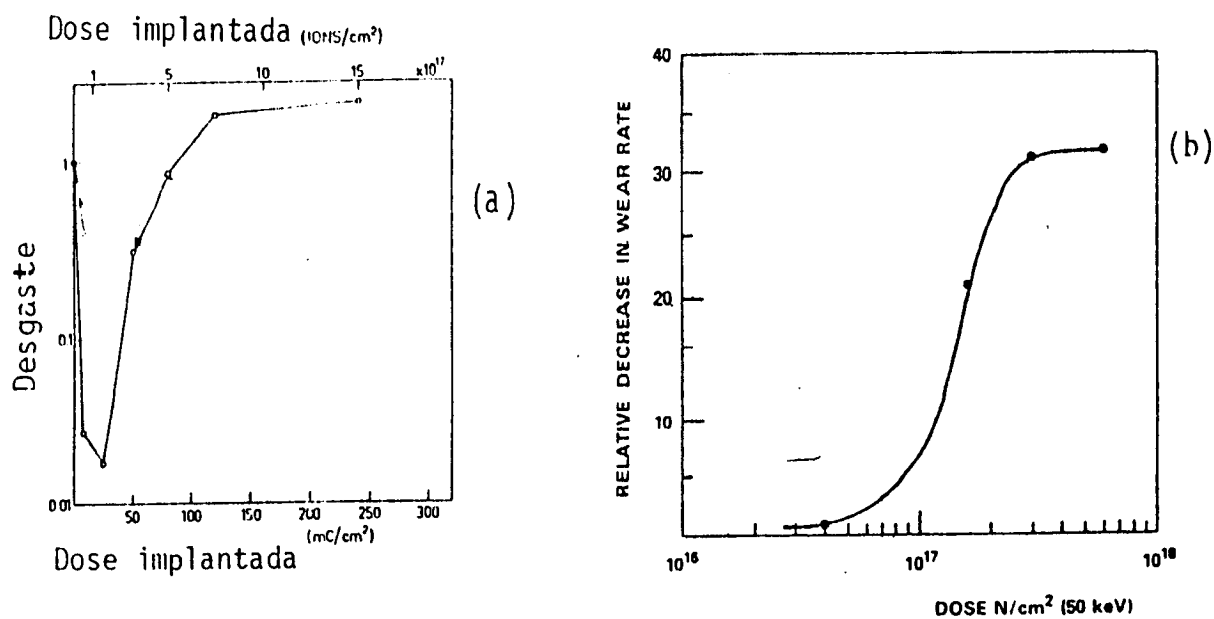 Dose implantada (IONS/cm²)
1 5 10 15 x10¹⁷
Desgaste
1
0.1
0.01
50 100 150 200 250 300
(mC/cm²)
Dose implantada
(a)
RELATIVE DECREASE IN WEAR RATE
40
30
20
10
10¹⁶ 10¹⁷ 10¹⁸
DOSE N/cm² (50 keV)
(b)